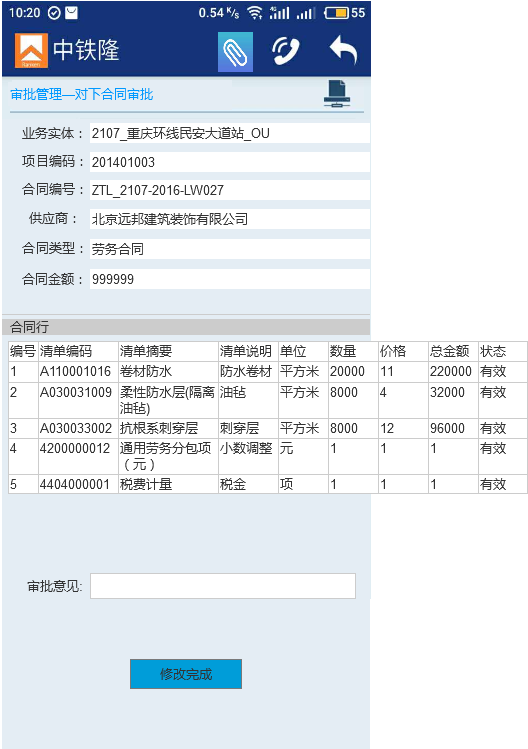 10:20 0.54 K/s 4G 55
中铁隆
审批管理—对下合同审批
业务实体： 2107_重庆环线民安大道站_OU
项目编码： 201401003
合同编号： ZTL_2107-2016-LW027
供应商： 北京远邦建筑装饰有限公司
合同类型： 劳务合同
合同金额： 999999
合同行
编号 清单编码 清单摘要 清单说明 单位 数量 价格 总金额 状态
1 A110001016 卷材防水 防水卷材 平方米 20000 11 220000 有效
2 A030031009 柔性防水层(隔离 油毡 平方米 8000 4 32000 有效
油毡)
3 A030033002 抗根系刺穿层 刺穿层 平方米 8000 12 96000 有效
4 4200000012 通用劳务分包项 小数调整 元 1 1 1 有效
（元）
5 4404000001 税费计量 税金 项 1 1 1 有效
审批意见:
修改完成